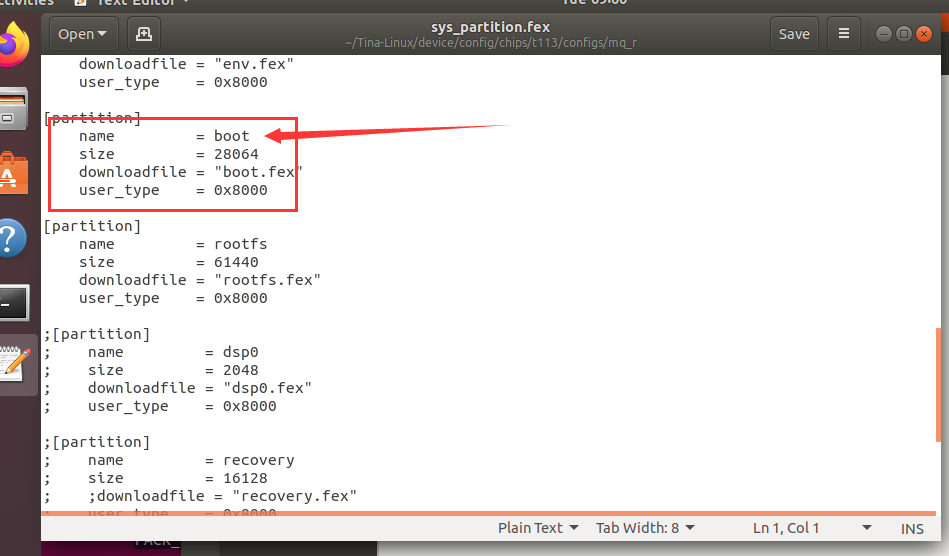 Text Editor
Tue 09:00
Open
sys_partition.fex
~/Tina-Linux/device/config/chips/t113/configs/mq_r
Save
downloadfile = "env.fex"
user_type    = 0x8000
[partition]
name         = boot
size         = 28064
downloadfile = "boot.fex"
user_type    = 0x8000
[partition]
name         = rootfs
size         = 61440
downloadfile = "rootfs.fex"
user_type    = 0x8000
;[partition]
;    name         = dsp0
;    size         = 2048
;    downloadfile = "dsp0.fex"
;    user_type    = 0x8000
;[partition]
;    name         = recovery
;    size         = 16128
;    ;downloadfile = "recovery.fex"
;    user_type    = 0x8000
Plain Text
Tab Width: 8
Ln 1, Col 1
INS
PACK_